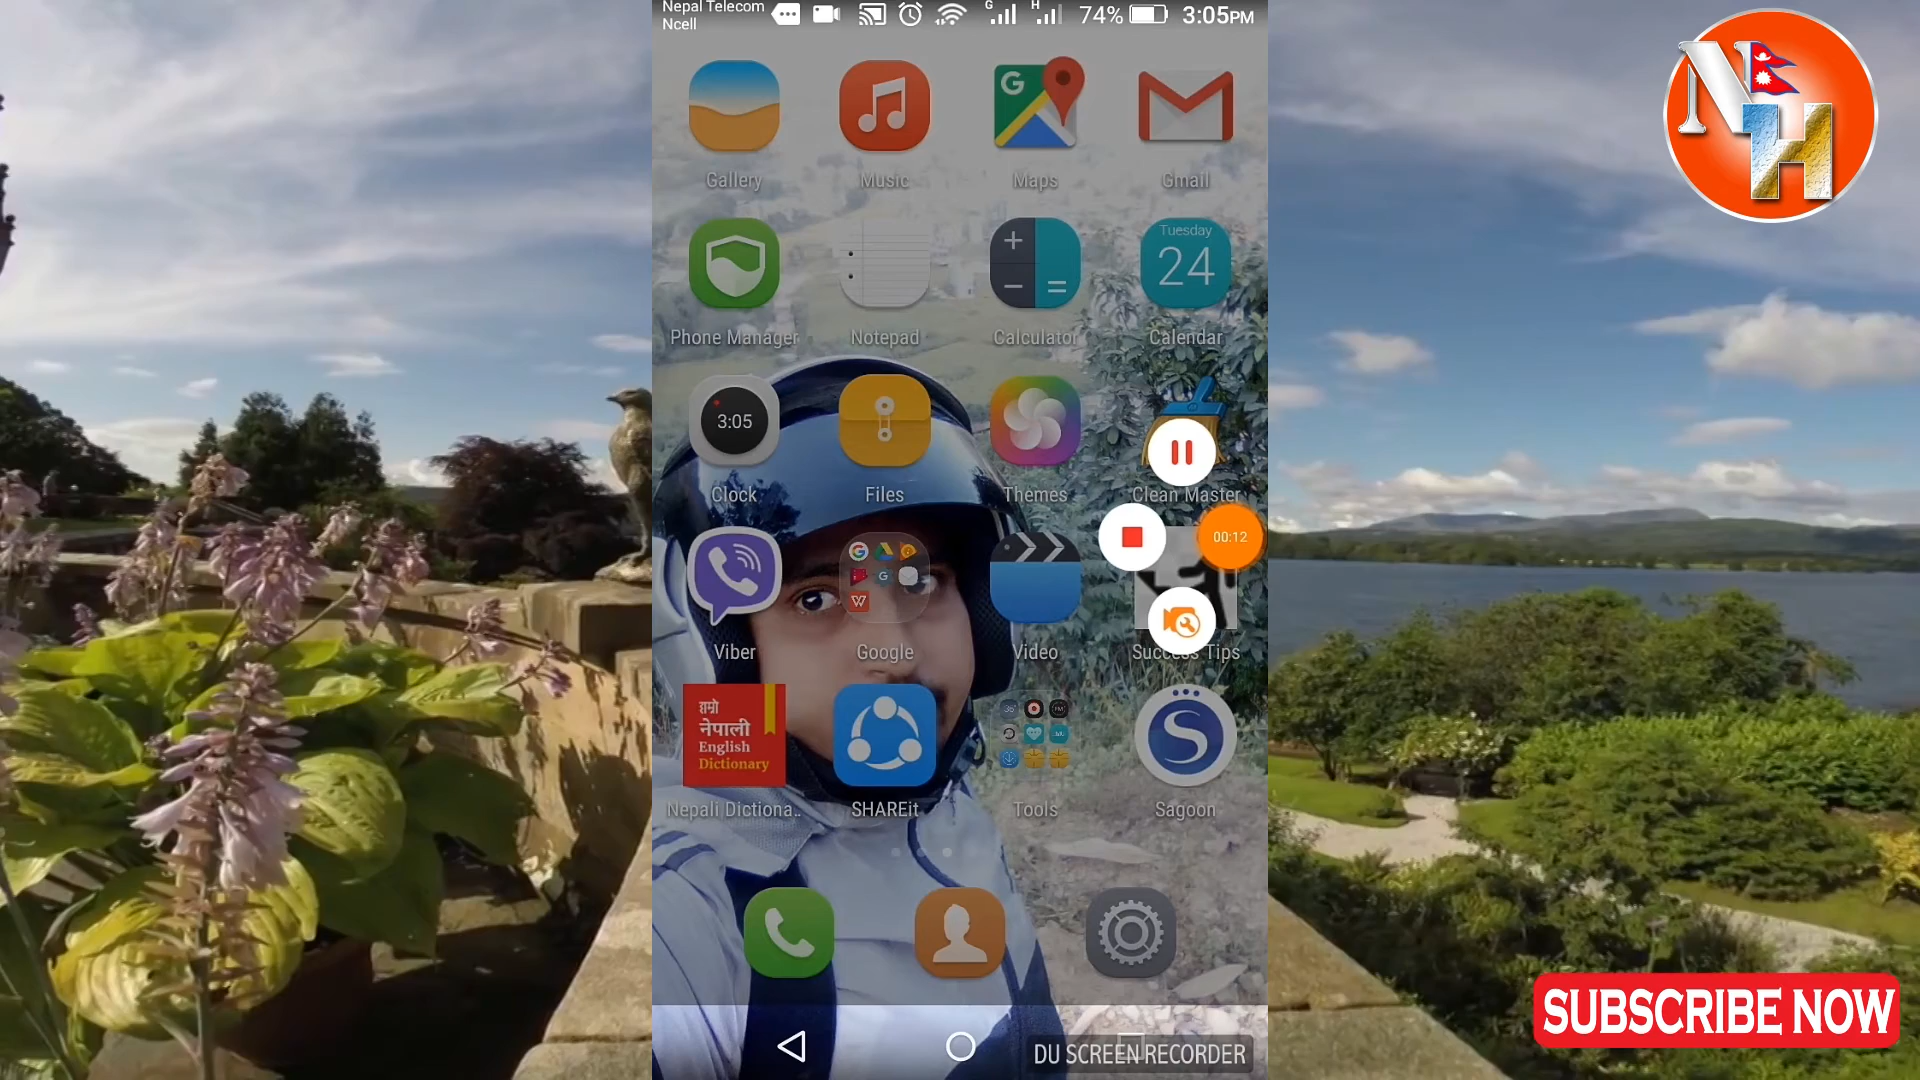 Nepal Telecom
Ncell
G
H
74%
3:05PM
NH
Gallery
Music
Maps
Gmail
Tuesday
24
Phone Manager
Notepad
Calculator
Calendar
3:05
Clock
Files
Themes
Clean Master
00:12
Viber
Google
Video
Success Tips
हाम्रो
नेपाली
English
Dictionary
S
Nepali Dictiona..
SHAREit
Tools
Sagoon
SUBSCRIBE NOW
DU SCREEN RECORDER